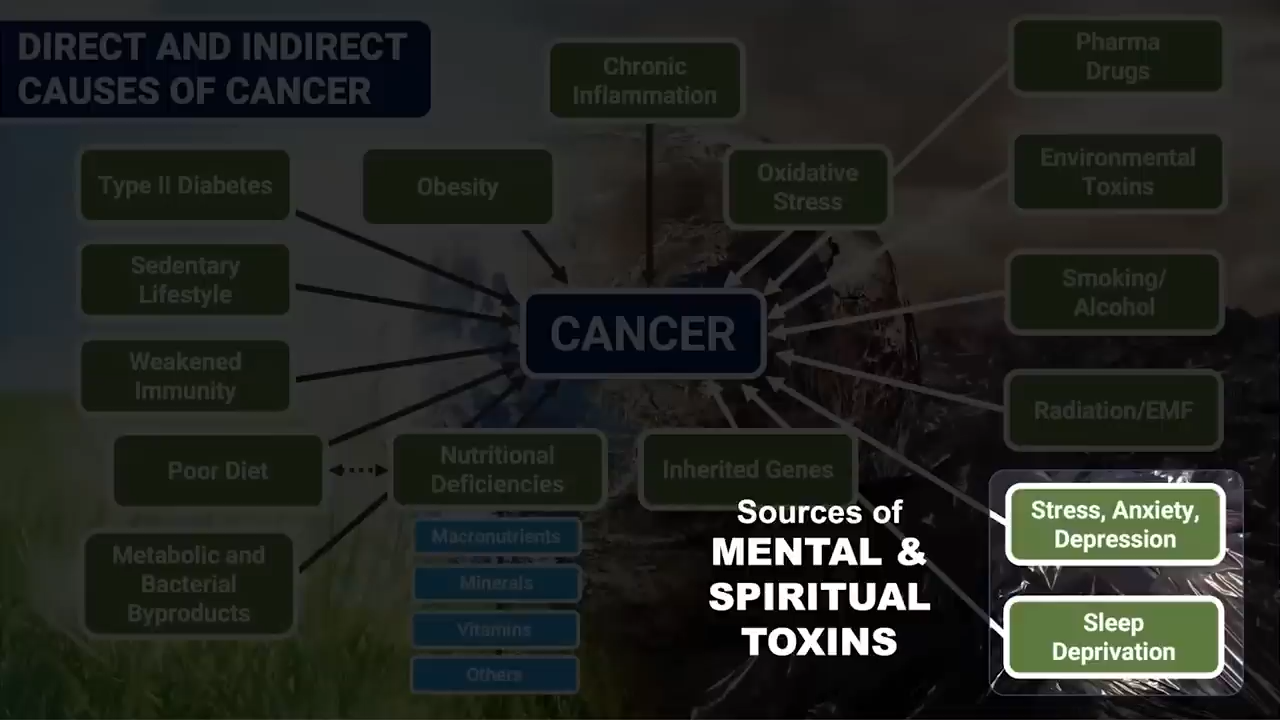 DIRECT AND INDIRECT
CAUSES OF CANCER
Chronic
Inflammation
Pharma
Drugs
Type II Diabetes
Obesity
Oxidative
Stress
Environmental
Toxins
Sedentary
Lifestyle
Smoking/
Alcohol
CANCER
Weakened
Immunity
Radiation/EMF
Poor Diet
Nutritional
Deficiencies
Inherited Genes
Sources of
MENTAL &
SPIRITUAL
TOXINS
Stress, Anxiety,
Depression
Macronutrients
Metabolic and
Bacterial
Byproducts
Minerals
Vitamins
Others
Sleep
Deprivation